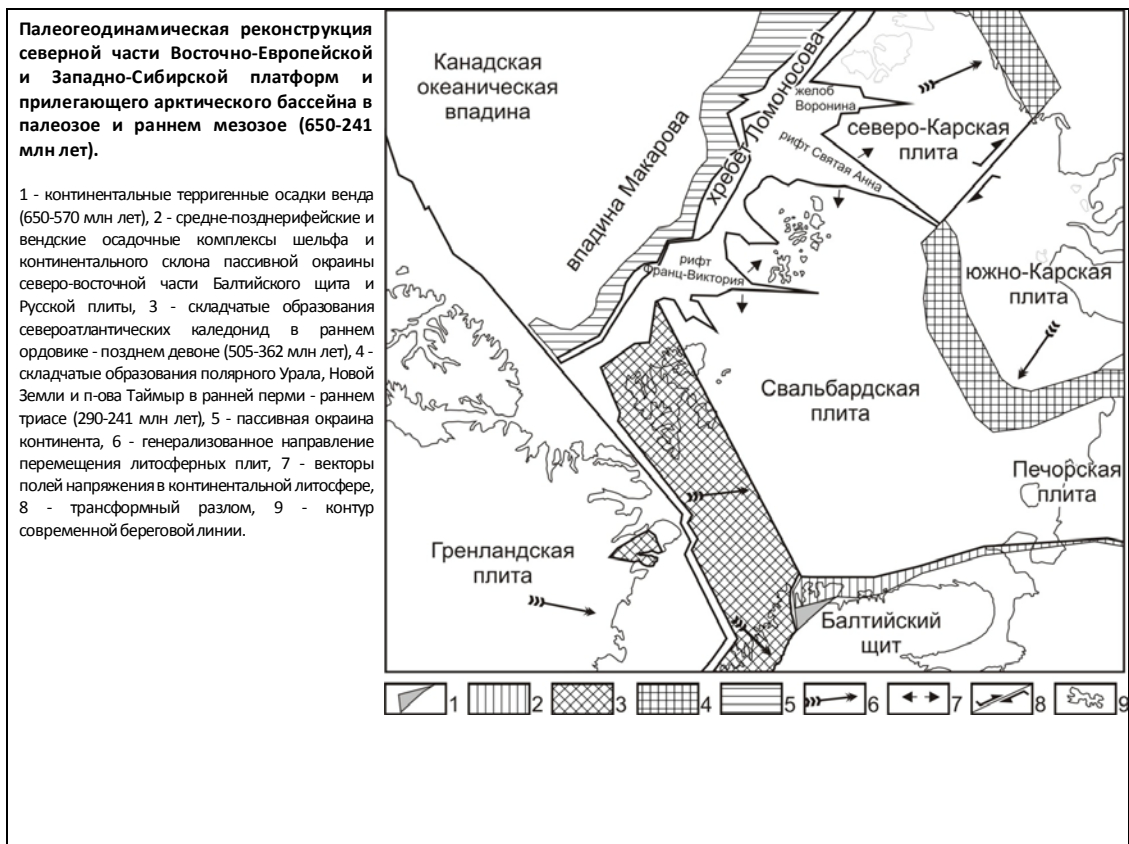 Палеогеодинамическая реконструкция
северной части Восточно-Европейской
и Западно-Сибирской платформ и
прилегающего арктического бассейна в
палеозое и раннем мезозое (650-241
млн лет).
1 - континентальные терригенные осадки венда
(650-570 млн лет), 2 - средне-позднерифейские и
вендские осадочные комплексы шельфа и
континентального склона пассивной окраины
северо-восточной части Балтийского щита и
Русской плиты, 3 - складчатые образования
североатлантических каледонид в раннем
ордовике - позднем девоне (505-362 млн лет), 4 -
складчатые образования полярного Урала, Новой
Земли и п-ова Таймыр в ранней перми - раннем
триасе (290-241 млн лет), 5 - пассивная окраина
континента, 6 - генерализованное направление
перемещения литосферных плит, 7 - векторы
полей напряжения в континентальной литосфере,
8 - трансформный разлом, 9 - контур
современной береговой линии.
Канадская
океаническая
впадина
впадина Макарова
хребет Ломоносова
желоб
Воронина
северо-Карская
плита
рифт Святая Анна
рифт
Франц-Виктория
южно-Карская
плита
Свальбардская
плита
Печорская
плита
Гренландская
плита
Балтийский
щит
1 2 3 4 5 6 7 8 9